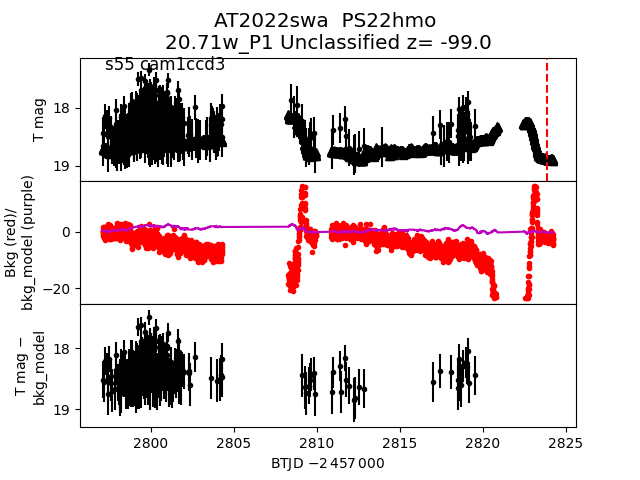 AT2022swa  PS22hmo
20.71w_P1 Unclassified z= -99.0
s55 cam1ccd3
T mag
18
19
Bkg (red)/
bkg_model (purple)
0
−20
T mag −
bkg_model
18
19
2800
2805
2810
2815
2820
2825
BTJD −2 457 000